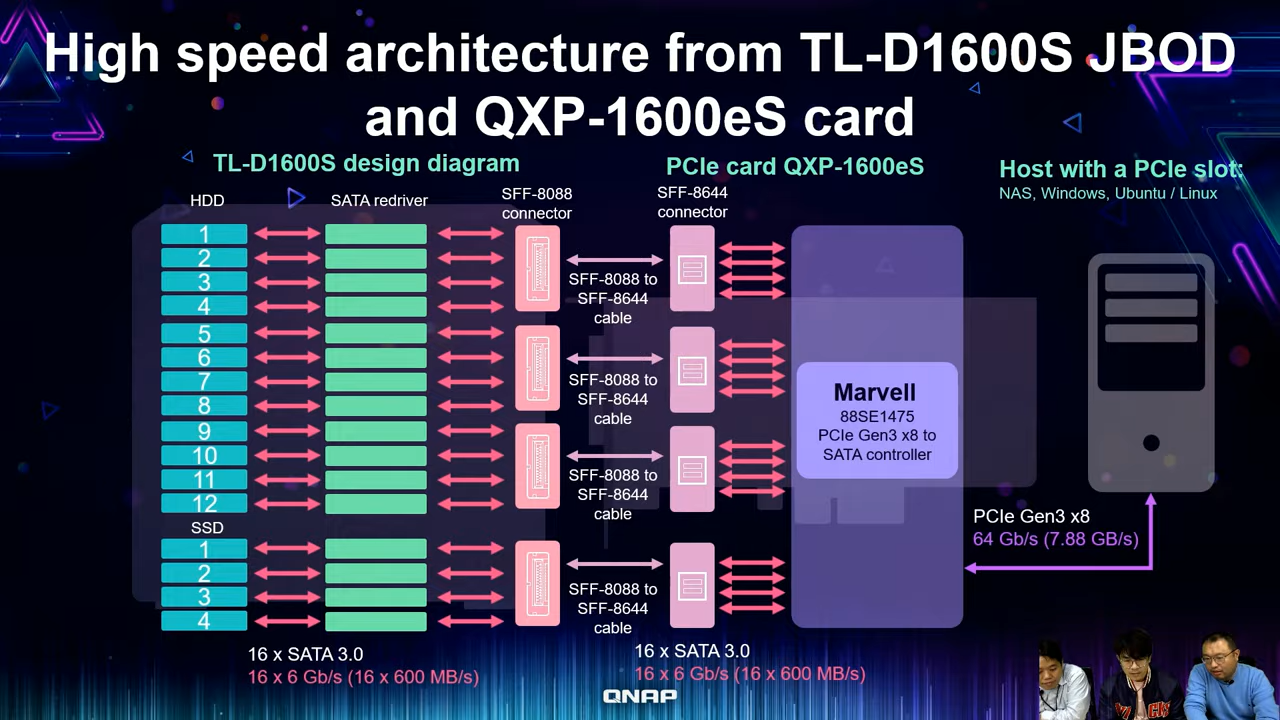 High speed architecture from TL-D1600S JBOD
and QXP-1600eS card
TL-D1600S design diagram
PCIe card QXP-1600eS
Host with a PCIe slot:
NAS, Windows, Ubuntu / Linux
HDD
SATA redriver
SFF-8088
connector
SFF-8644
connector
1
2
3
4
5
6
7
8
9
10
11
12
SSD
1
2
3
4
SFF-8088 to
SFF-8644
cable
SFF-8088 to
SFF-8644
cable
SFF-8088 to
SFF-8644
cable
SFF-8088 to
SFF-8644
cable
Marvell
88SE1475
PCIe Gen3 x8 to
SATA controller
PCIe Gen3 x8
64 Gb/s (7.88 GB/s)
16 x SATA 3.0
16 x 6 Gb/s (16 x 600 MB/s)
16 x SATA 3.0
16 x 6 Gb/s (16 x 600 MB/s)
QNAP